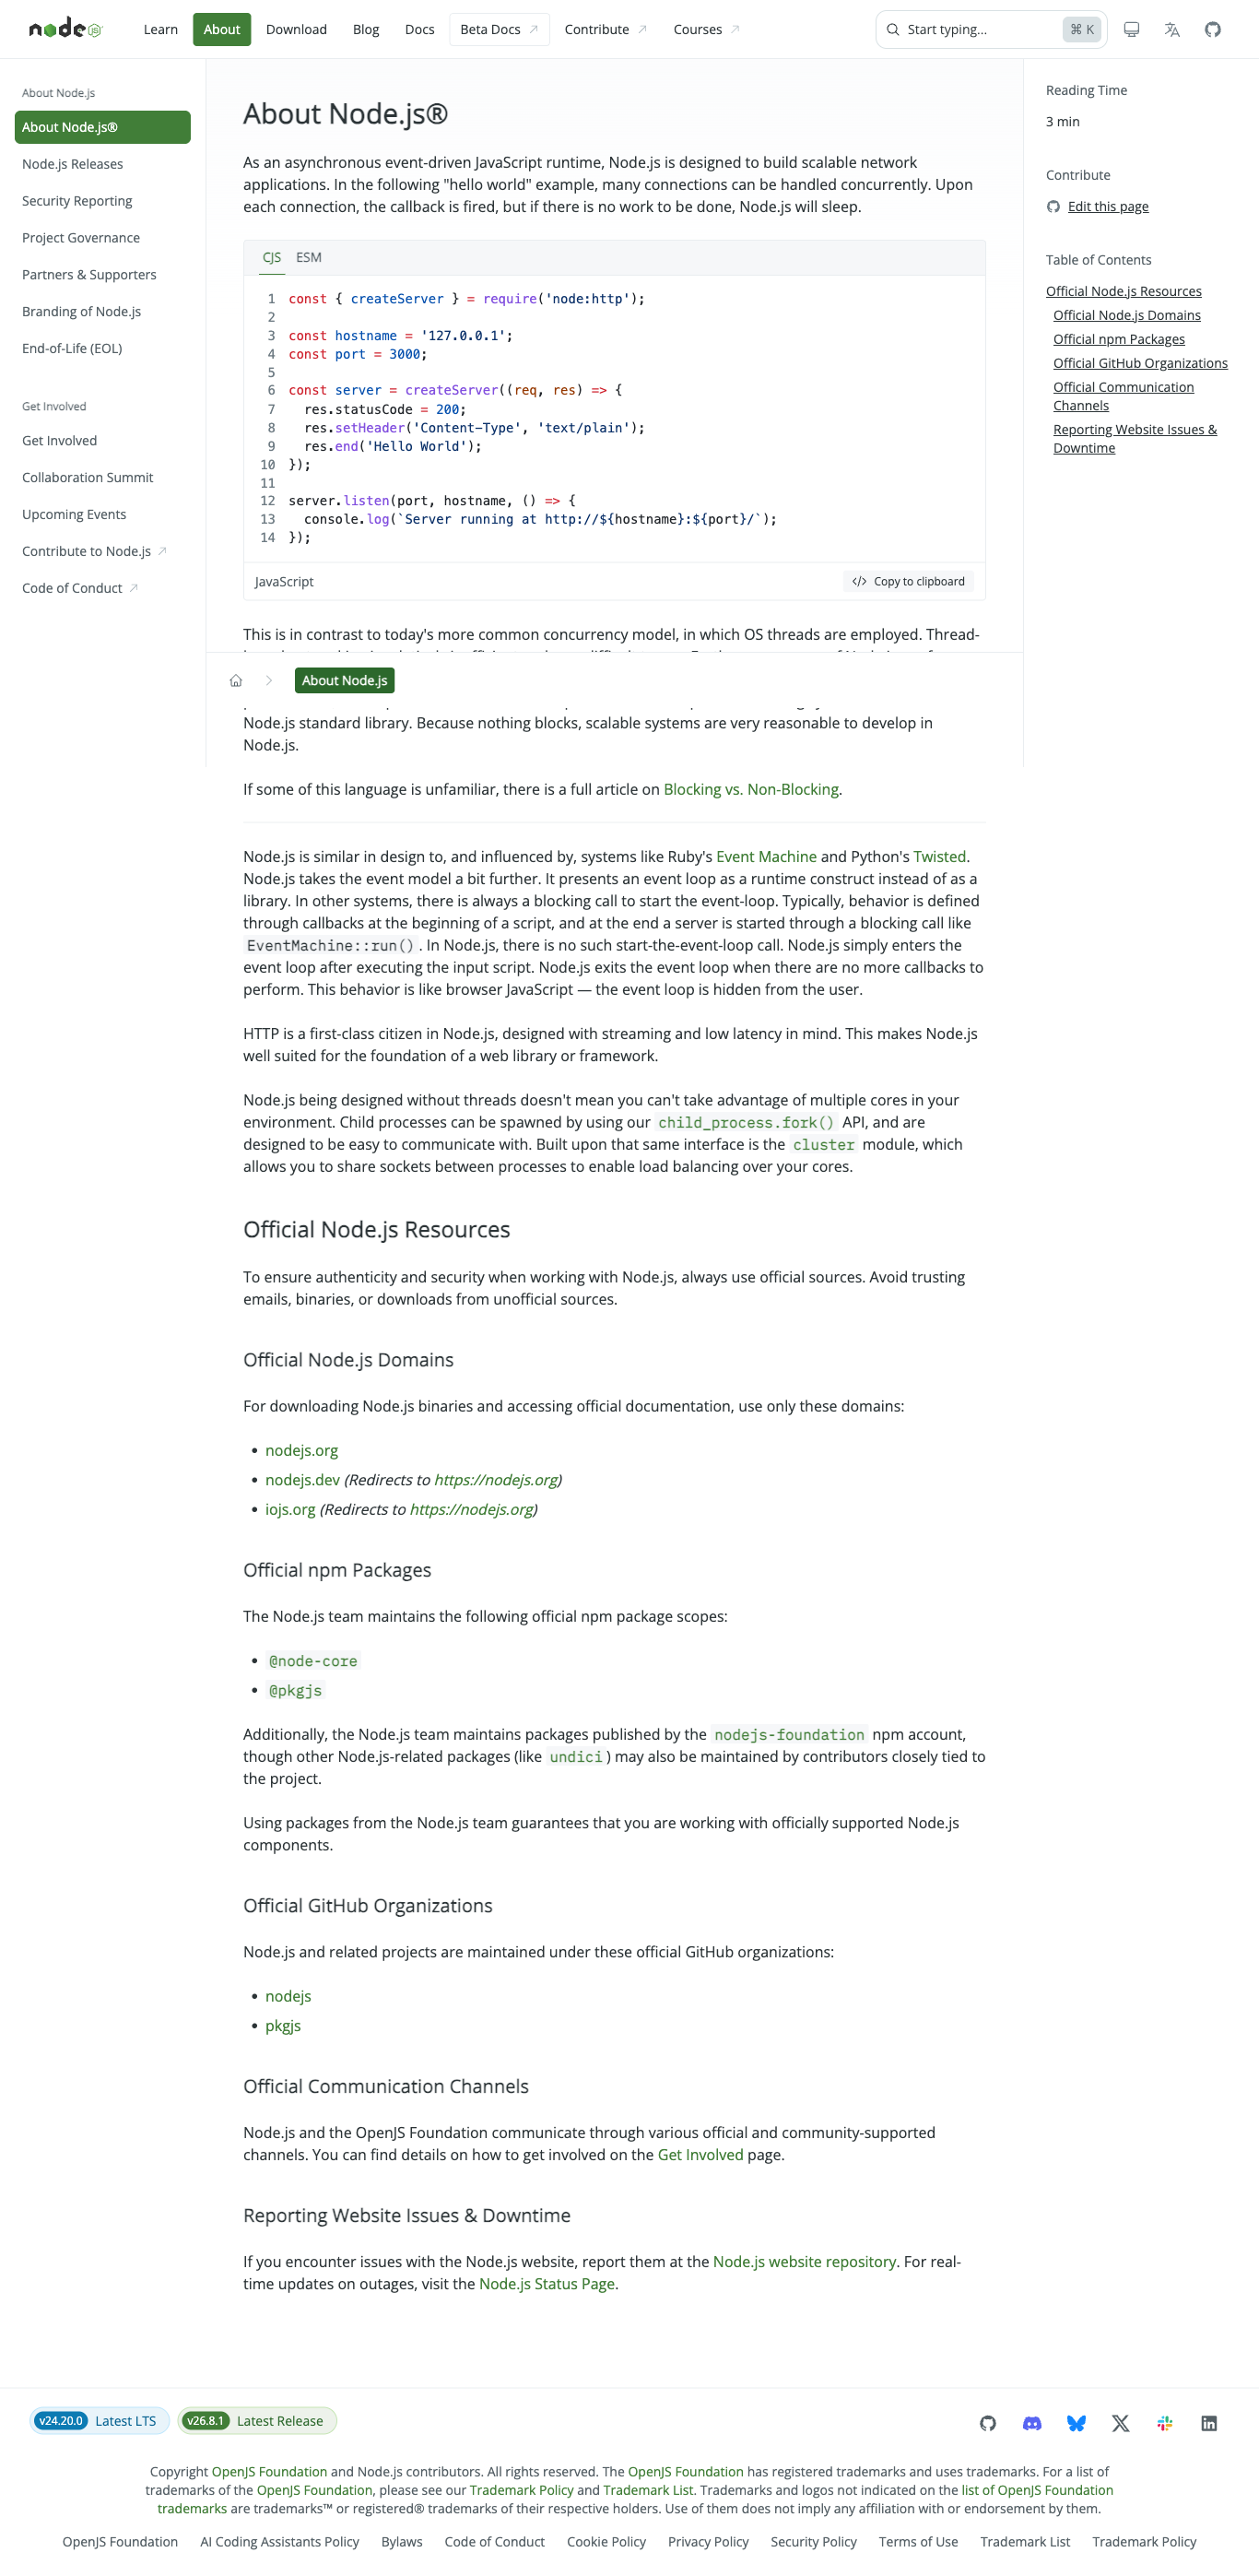 node JS
Learn
About
Download
Blog
Docs
Beta Docs
Contribute
Courses
Start typing...
⌘ K
About Node.js
About Node.js®
Node.js Releases
Security Reporting
Project Governance
Partners & Supporters
Branding of Node.js
End-of-Life (EOL)
Get Involved
Get Involved
Collaboration Summit
Upcoming Events
Contribute to Node.js
Code of Conduct
About Node.js®
As an asynchronous event-driven JavaScript runtime, Node.js is designed to build scalable network
applications. In the following "hello world" example, many connections can be handled concurrently. Upon
each connection, the callback is fired, but if there is no work to be done, Node.js will sleep.
CJS ESM
1 const { createServer } = require('node:http');
2
3 const hostname = '127.0.0.1';
4 const port = 3000;
5
6 const server = createServer((req, res) => {
7   res.statusCode = 200;
8   res.setHeader('Content-Type', 'text/plain');
9   res.end('Hello World');
10 });
11
12 server.listen(port, hostname, () => {
13   console.log(`Server running at http://${hostname}:${port}/`);
14 });
JavaScript
Copy to clipboard
This is in contrast to today's more common concurrency model, in which OS threads are employed. Thread-
About Node.js
Node.js standard library. Because nothing blocks, scalable systems are very reasonable to develop in
Node.js.
If some of this language is unfamiliar, there is a full article on Blocking vs. Non-Blocking.
Node.js is similar in design to, and influenced by, systems like Ruby's Event Machine and Python's Twisted.
Node.js takes the event model a bit further. It presents an event loop as a runtime construct instead of as a
library. In other systems, there is always a blocking call to start the event-loop. Typically, behavior is defined
through callbacks at the beginning of a script, and at the end a server is started through a blocking call like
EventMachine::run(). In Node.js, there is no such start-the-event-loop call. Node.js simply enters the
event loop after executing the input script. Node.js exits the event loop when there are no more callbacks to
perform. This behavior is like browser JavaScript — the event loop is hidden from the user.
HTTP is a first-class citizen in Node.js, designed with streaming and low latency in mind. This makes Node.js
well suited for the foundation of a web library or framework.
Node.js being designed without threads doesn't mean you can't take advantage of multiple cores in your
environment. Child processes can be spawned by using our child_process.fork() API, and are
designed to be easy to communicate with. Built upon that same interface is the cluster module, which
allows you to share sockets between processes to enable load balancing over your cores.
Official Node.js Resources
To ensure authenticity and security when working with Node.js, always use official sources. Avoid trusting
emails, binaries, or downloads from unofficial sources.
Official Node.js Domains
For downloading Node.js binaries and accessing official documentation, use only these domains:
• nodejs.org
• nodejs.dev (Redirects to https://nodejs.org)
• iojs.org (Redirects to https://nodejs.org)
Official npm Packages
The Node.js team maintains the following official npm package scopes:
• @node-core
• @pkgjs
Additionally, the Node.js team maintains packages published by the nodejs-foundation npm account,
though other Node.js-related packages (like undici) may also be maintained by contributors closely tied to
the project.
Using packages from the Node.js team guarantees that you are working with officially supported Node.js
components.
Official GitHub Organizations
Node.js and related projects are maintained under these official GitHub organizations:
• nodejs
• pkgjs
Official Communication Channels
Node.js and the OpenJS Foundation communicate through various official and community-supported
channels. You can find details on how to get involved on the Get Involved page.
Reporting Website Issues & Downtime
If you encounter issues with the Node.js website, report them at the Node.js website repository. For real-
time updates on outages, visit the Node.js Status Page.
Reading Time
3 min
Contribute
Edit this page
Table of Contents
Official Node.js Resources
Official Node.js Domains
Official npm Packages
Official GitHub Organizations
Official Communication
Channels
Reporting Website Issues &
Downtime
v24.20.0 Latest LTS
v26.8.1 Latest Release
Copyright OpenJS Foundation and Node.js contributors. All rights reserved. The OpenJS Foundation has registered trademarks and uses trademarks. For a list of
trademarks of the OpenJS Foundation, please see our Trademark Policy and Trademark List. Trademarks and logos not indicated on the list of OpenJS Foundation
trademarks are trademarks™ or registered® trademarks of their respective holders. Use of them does not imply any affiliation with or endorsement by them.
OpenJS Foundation
AI Coding Assistants Policy
Bylaws
Code of Conduct
Cookie Policy
Privacy Policy
Security Policy
Terms of Use
Trademark List
Trademark Policy